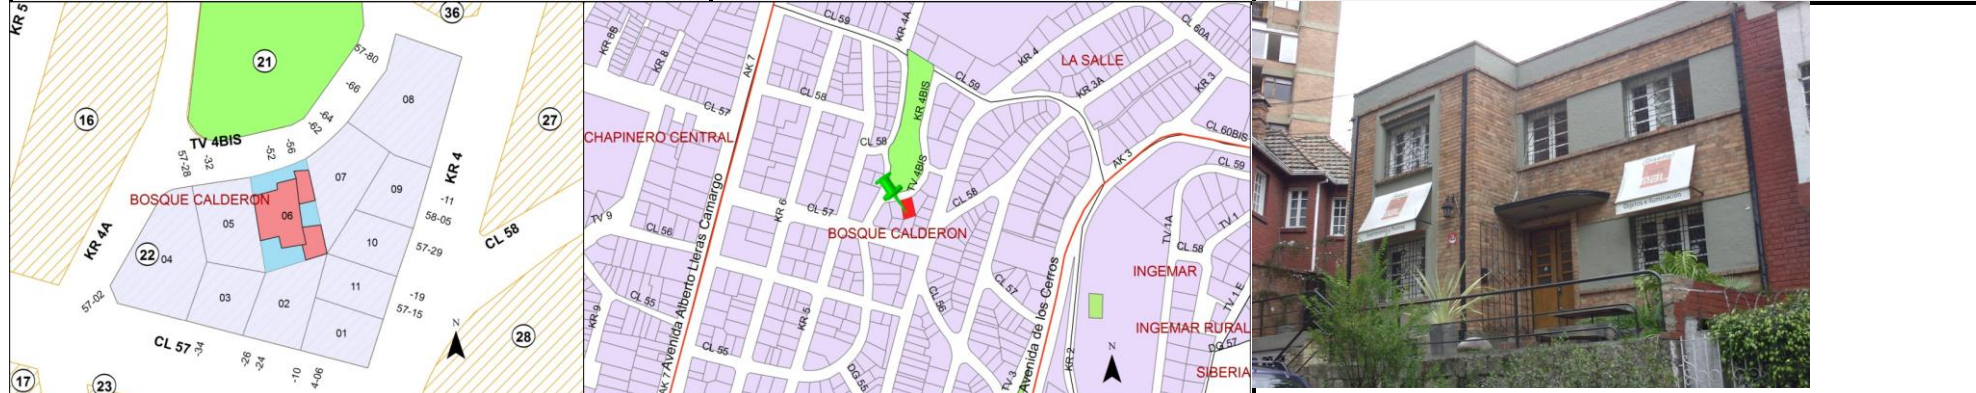 KR 5
36
57-80
21
-66
08
16
-64
-62
27
TV 4BIS
-56
-52
-32
57-28
07
KR 4
09
BOSQUE CALDERON
-11
06
58-05
05
KR 4A
10
57-29
CL 58
22
04
11
-19
03
02
57-15
57-02
01
CL 57
-34
-26
-24
-10
4-06
N
28
17
23
CL 59
KR 4A
KR 8B
KR 8
AK 7
KR 4
CL 60A
LA SALLE
CL 59
KR 3A
KR 3
CL 58
KR 4BIS
CL 57
CHAPINERO CENTRAL
CL 58
CL 60BIS
AK 3
CL 59
TV 4BIS
CL 58
KR 6
CL 57
TV 9
BOSQUE CALDERON
TV 1A
TV 1
CL 56
CL 58
Avenida Alberto Lleras Camargo
INGEMAR
CL 57
CL 55
CL 56
TV 1 E
KR 9
KR 5
Avenida de los Cerros
INGEMAR RURAL
CL 55
DG 57
KR 2
N
DG 55
SIBERIA
AK 7
TV 3
Diseño
mal
Objetos e Iluminación